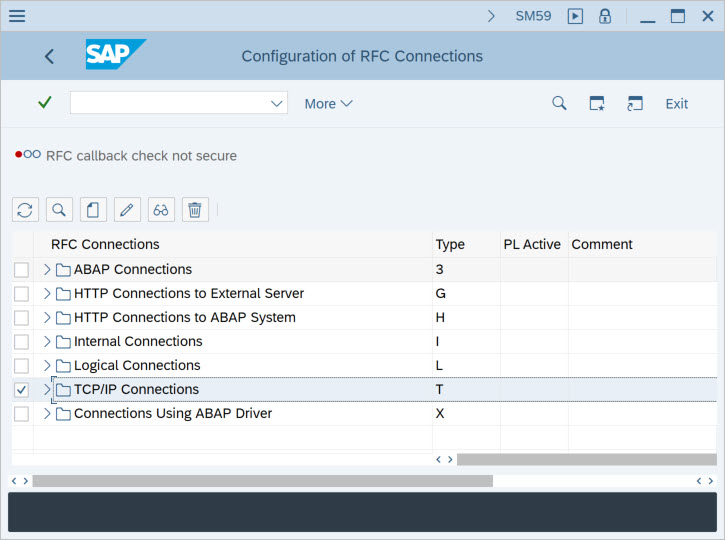 SM59
SAP Configuration of RFC Connections
More Exit
RFC callback check not secure
RFC Connections Type PL Active Comment
ABAP Connections 3
HTTP Connections to External Server G
HTTP Connections to ABAP System H
Internal Connections I
Logical Connections L
TCP/IP Connections T
Connections Using ABAP Driver X